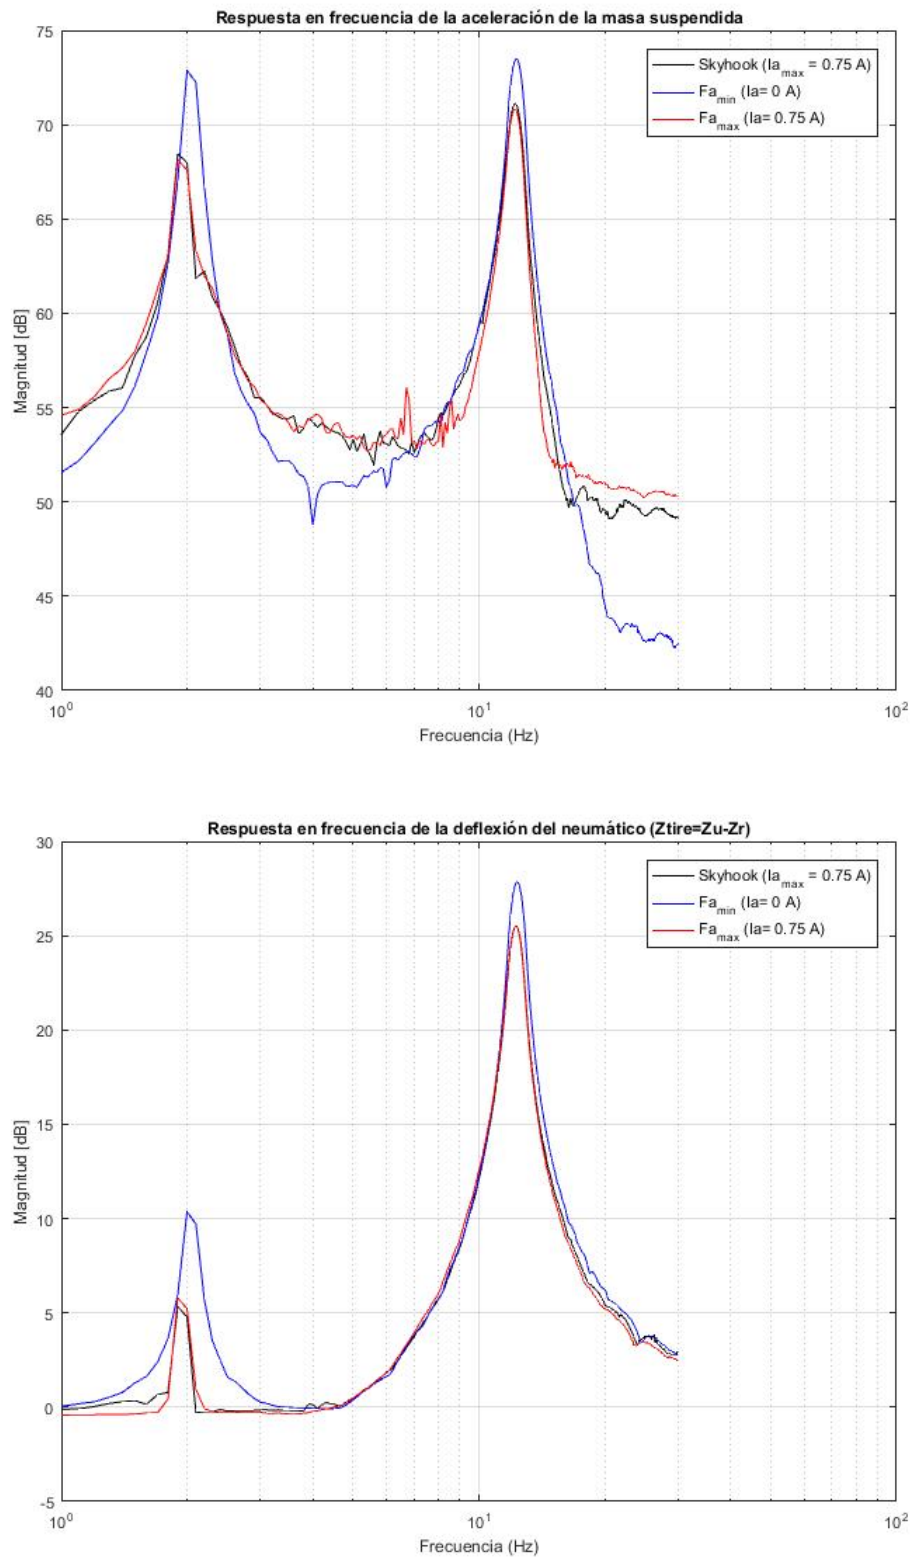 Respuesta en frecuencia de la aceleración de la masa suspendida
75
70
65
60
55
50
45
40
Magnitud [dB]
Skyhook (Ia_max = 0.75 A)
Fa_min (Ia= 0 A)
Fa_max (Ia= 0.75 A)
10^0
10^1
10^2
Frecuencia (Hz)
Respuesta en frecuencia de la deflexión del neumático (Ztire=Zu-Zr)
30
25
20
15
10
5
0
-5
Magnitud [dB]
Skyhook (Ia_max = 0.75 A)
Fa_min (Ia= 0 A)
Fa_max (Ia= 0.75 A)
10^0
10^1
10^2
Frecuencia (Hz)